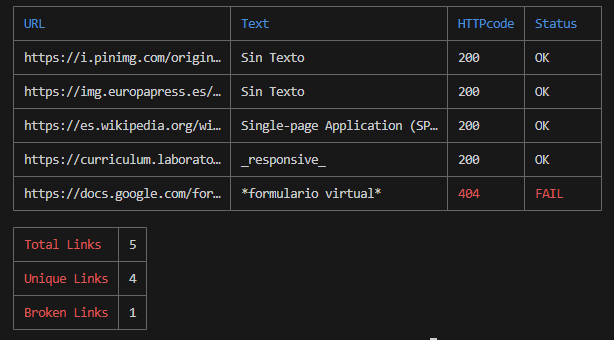 URL Text HTTPcode Status
https://i.pinimg.com/origin… Sin Texto 200 OK
https://img.europapress.es/… Sin Texto 200 OK
https://es.wikipedia.org/wi… Single-page Application (SP… 200 OK
https://curriculum.laborato… _responsive_ 200 OK
https://docs.google.com/for… *formulario virtual* 404 FAIL
Total Links 5
Unique Links 4
Broken Links 1